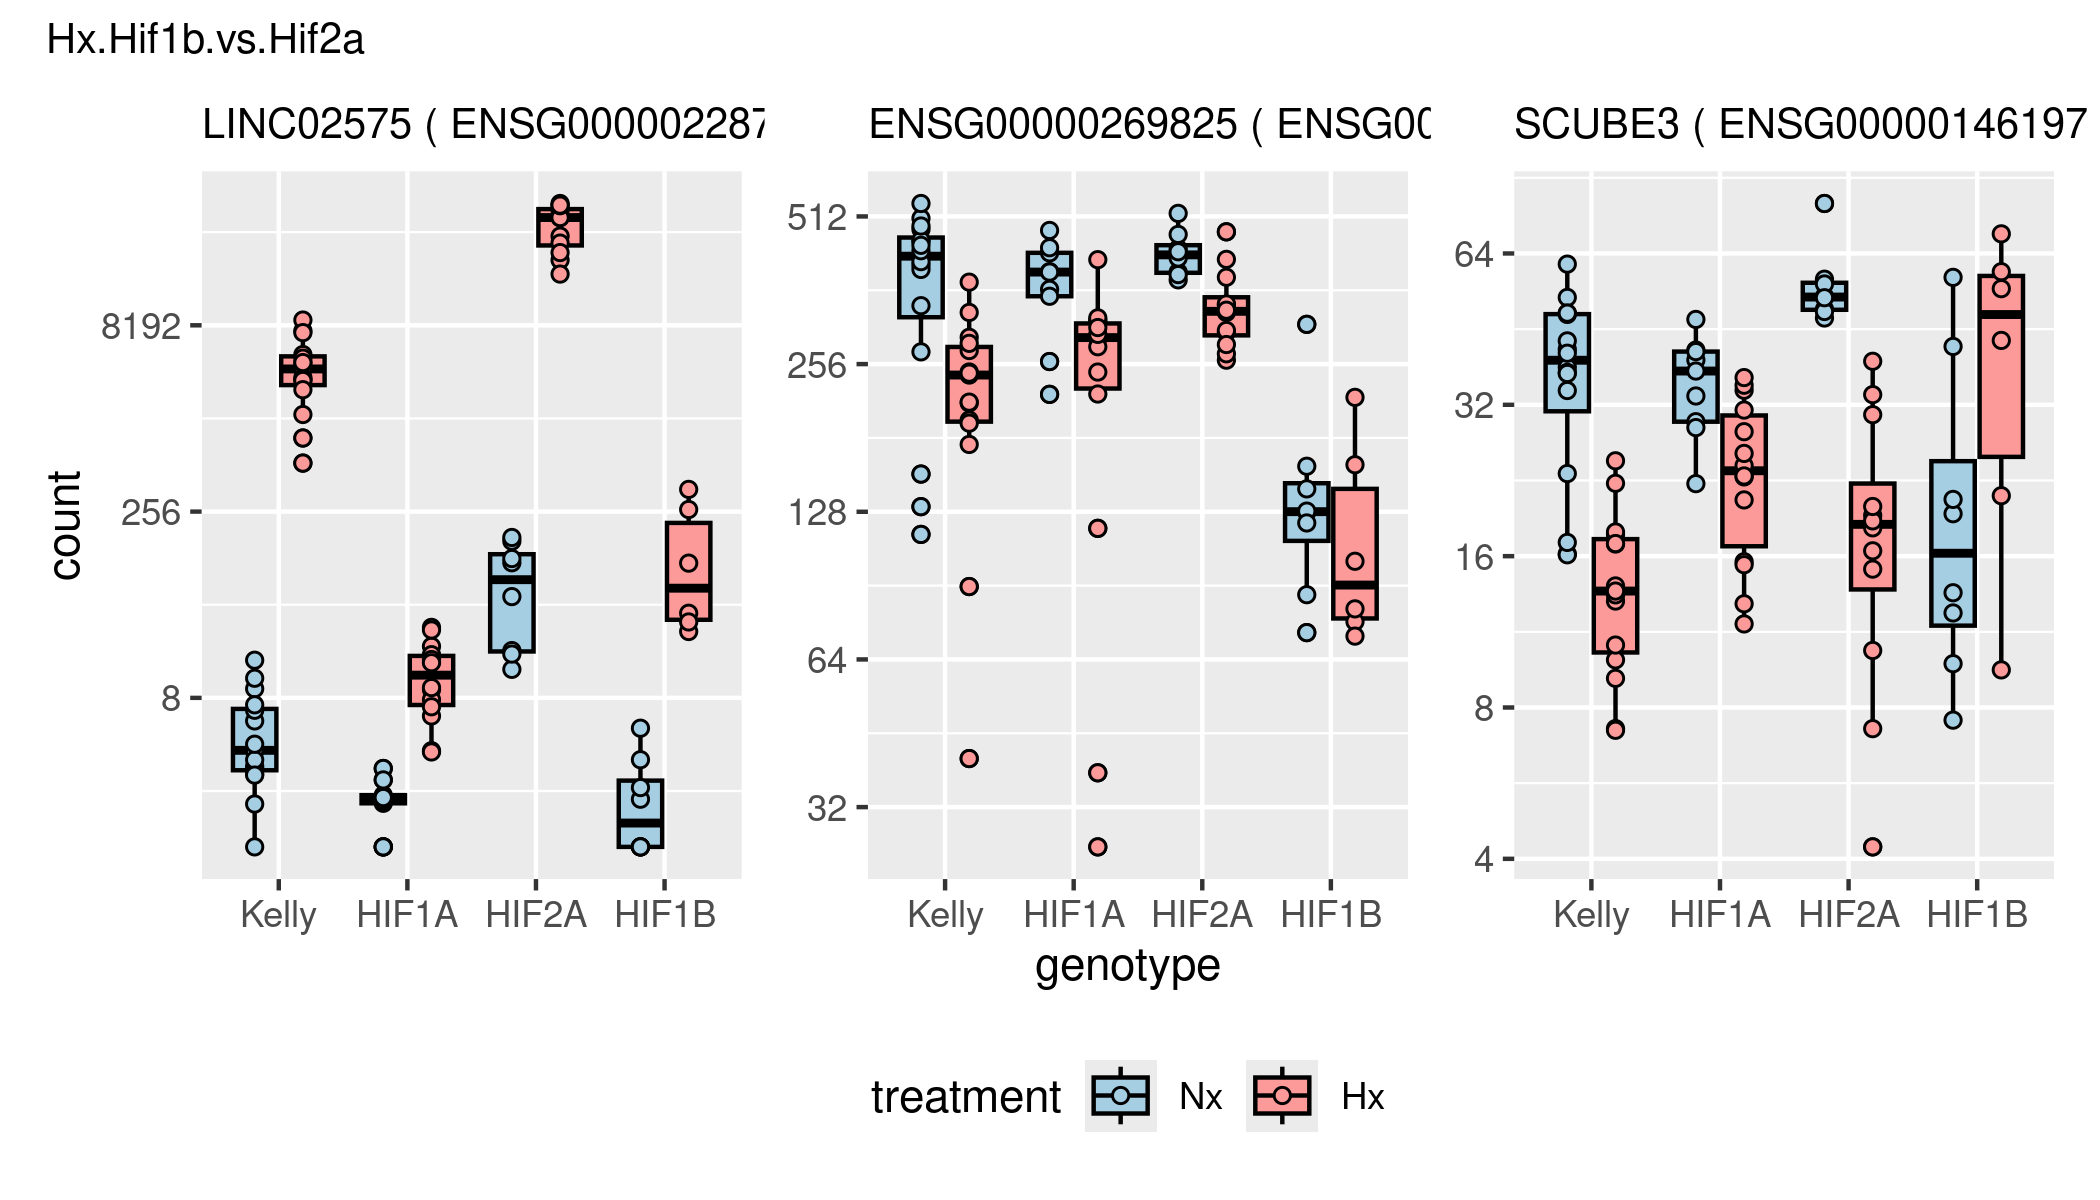 Hx.Hif1b.vs.Hif2a
LINC02575 ( ENSG000002287
ENSG00000269825 ( ENSG00
SCUBE3 ( ENSG00000146197
count
8192
256
8
512
256
128
64
32
64
32
16
8
4
Kelly HIF1A HIF2A HIF1B
Kelly HIF1A HIF2A HIF1B
Kelly HIF1A HIF2A HIF1B
genotype
treatment Nx Hx